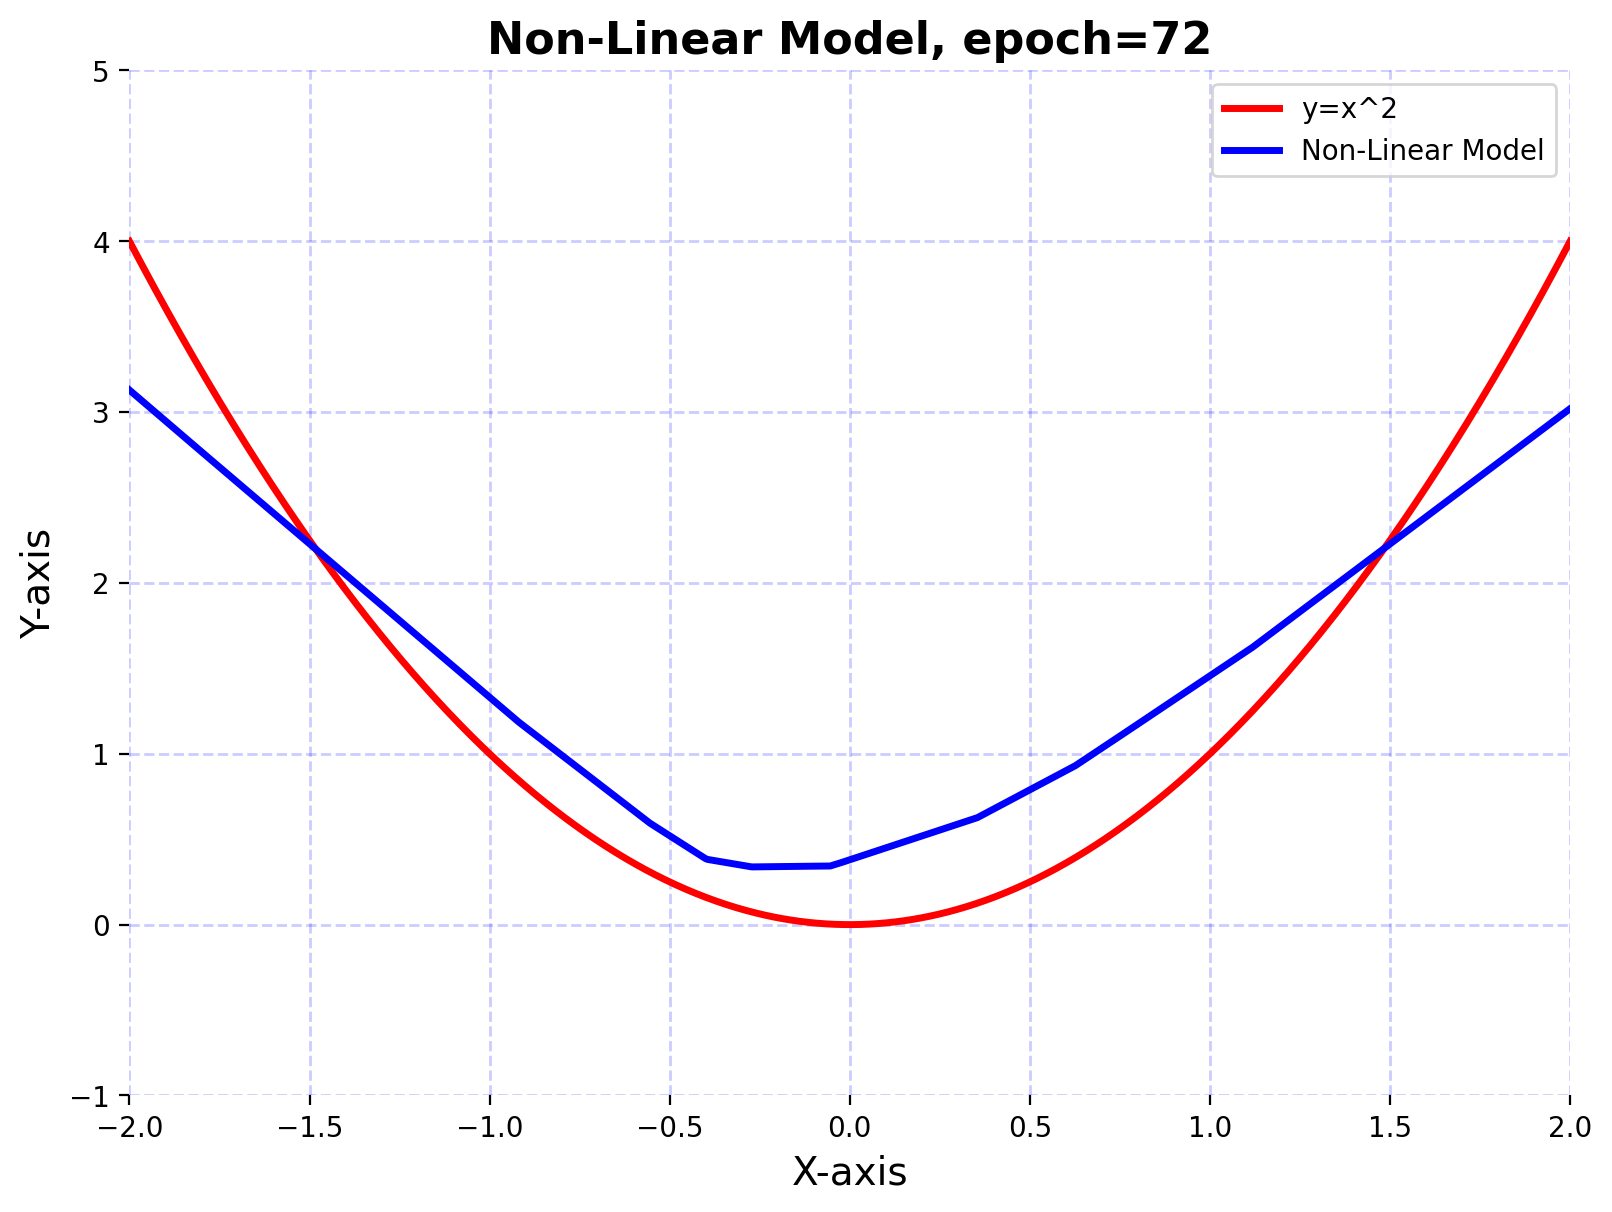 Non-Linear Model, epoch=72
y=x^2
Non-Linear Model
Y-axis
5
4
3
2
1
0
−1
−2.0 −1.5 −1.0 −0.5 0.0 0.5 1.0 1.5 2.0
X-axis